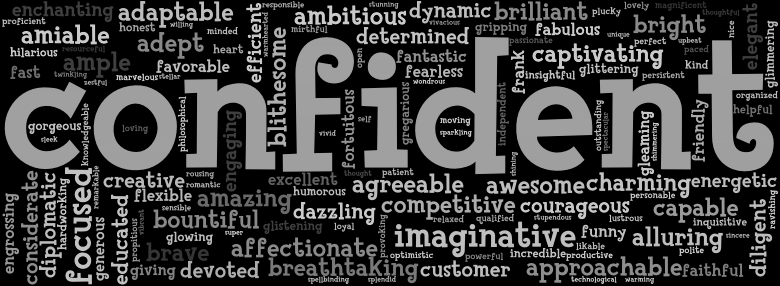 enchanting
adaptable
responsible
stunning
ambitious
dynamic
brilliant
lovely
magnificent
thoughtful
proficient
willing
honest
minded
mirthful
vivacious
plucky
nice
elegant
glimmering
amiable
adept
heart
efficient
warmhearted
blithesome
determined
gripping
fabulous
unique
bright
hilarious
resourceful
ample
favorable
open
fantastic
passionate
captivating
perfect
upbeat
paced
fast
twinkling
zestful
marvelous
stellar
fearless
wondrous
frank
insightful
glittering
persistent
kind
organized
helpful
confident
gorgeous
sleek
knowledgeable
loving
philosophical
engaging
vivid
fortuitous
self
gregarious
moving
sparkling
independent
shining
outstanding
spectacular
gleaming
shimmering
friendly
engrossing
considerate
diplomatic
hardworking
focused
generous
remarkable
educated
propitious
vibrant
creative
rousing
romantic
flexible
sensible
amazing
excellent
thought
patient
humorous
agreeable
awesome
charming
energetic
personable
bountiful
glowing
super
glistening
dazzling
loyal
competitive
relaxed
qualified
courageous
stupendous
lustrous
capable
inquisitive
diligent
ravishing
brave
giving
devoted
affectionate
breathtaking
spellbinding
splendid
provoking
optimistic
imaginative
customer
powerful
incredible
productive
likable
funny
alluring
sincere
polite
approachable
technological
warming
faithful